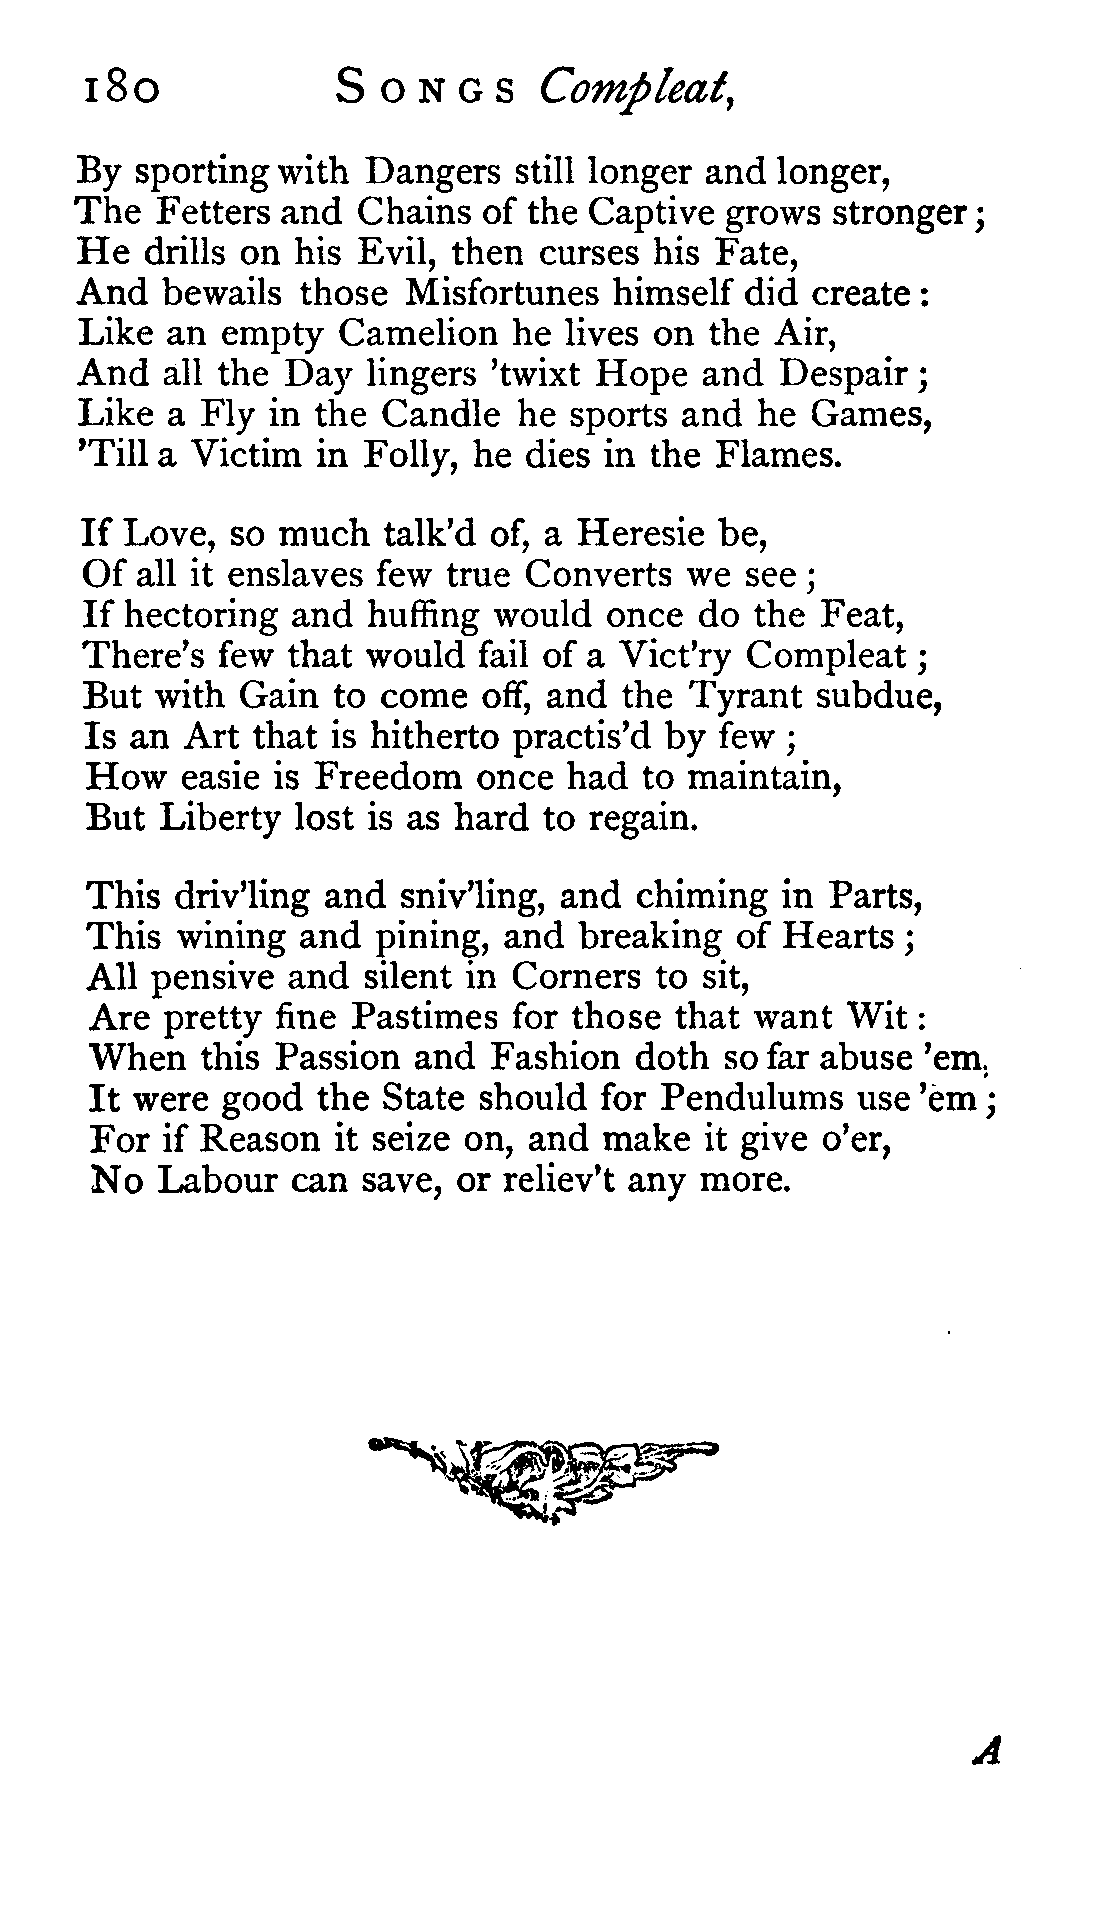 180 SONGS Compleat,
By sporting with Dangers still longer and longer,
The Fetters and Chains of the Captive grows stronger;
He drills on his Evil, then curses his Fate,
And bewails those Misfortunes himself did create:
Like an empty Camelion he lives on the Air,
And all the Day lingers 'twixt Hope and Despair;
Like a Fly in the Candle he sports and he Games,
'Till a Victim in Folly, he dies in the Flames.
If Love, so much talk'd of, a Heresie be,
Of all it enslaves few true Converts we see;
If hectoring and huffing would once do the Feat,
There's few that would fail of a Vict'ry Compleat;
But with Gain to come off, and the Tyrant subdue,
Is an Art that is hitherto practis'd by few;
How easie is Freedom once had to maintain,
But Liberty lost is as hard to regain.
This driv'ling and sniv'ling, and chiming in Parts,
This wining and pining, and breaking of Hearts;
All pensive and silent in Corners to sit,
Are pretty fine Pastimes for those that want Wit:
When this Passion and Fashion doth so far abuse 'em,
It were good the State should for Pendulums use 'em;
For if Reason it seize on, and make it give o'er,
No Labour can save, or reliev't any more.
A